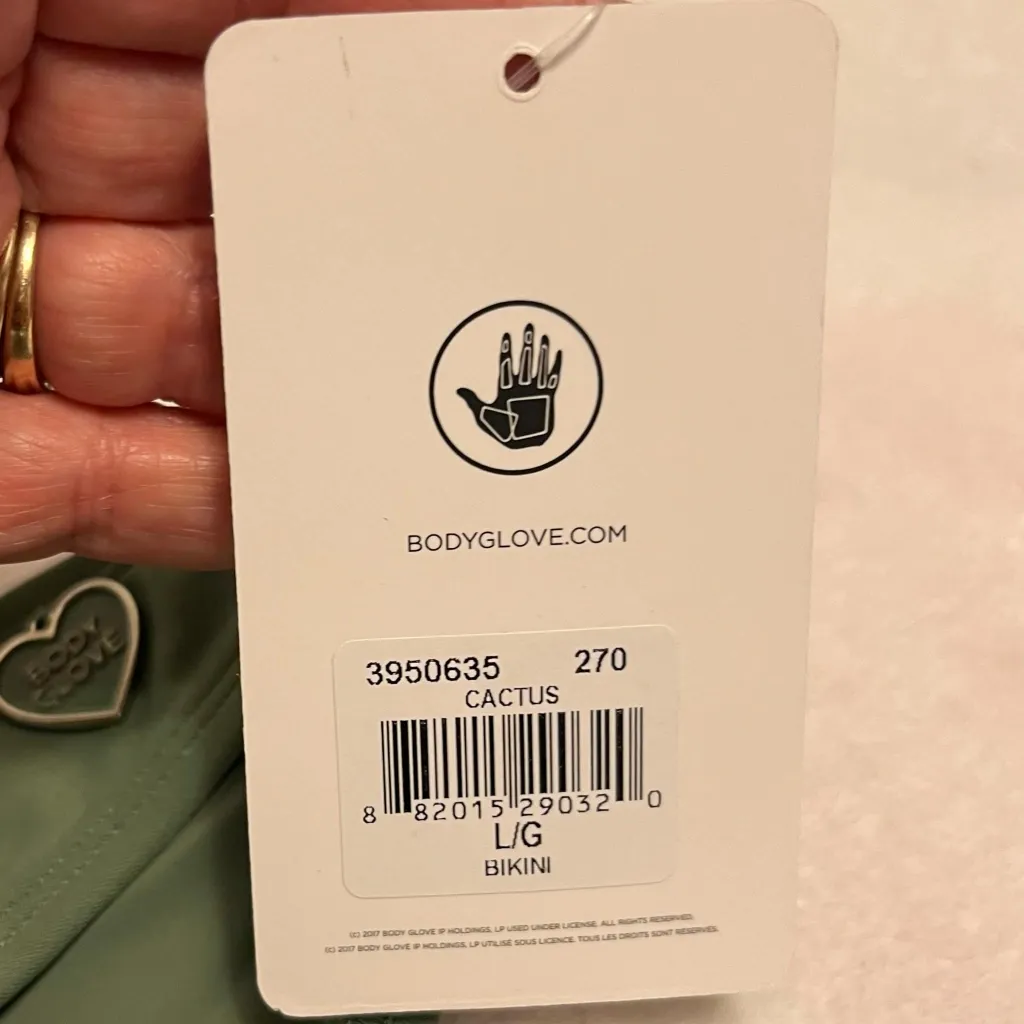 BODYGLOVE.COM
BODY
GLOVE
3950635 270
CACTUS
8 82015 29032 0
L/G
BIKINI
(c) 2017 BODY GLOVE IP HOLDINGS, LP USED UNDER LICENSE. ALL RIGHTS RESERVED.
(c) 2017 BODY GLOVE IP HOLDINGS, LP UTILISÉ SOUS LICENCE. TOUS LES DROITS SONT RÉSERVÉS.